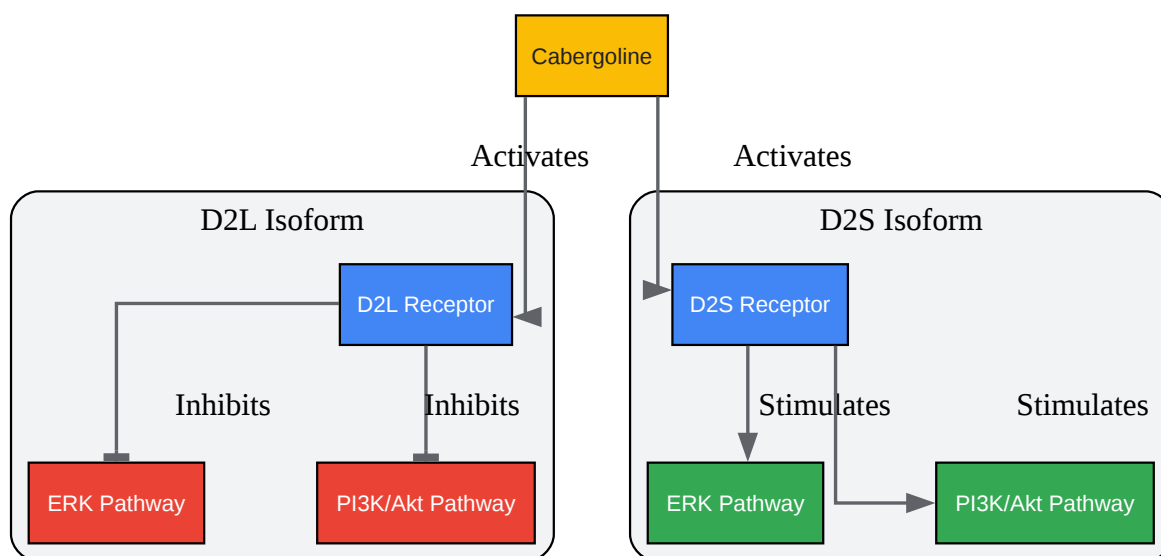 Cabergoline
Activates
Activates
D2L Isoform
D2S Isoform
D2L Receptor
D2S Receptor
Inhibits
Inhibits
Stimulates
Stimulates
ERK Pathway
PI3K/Akt Pathway
ERK Pathway
PI3K/Akt Pathway